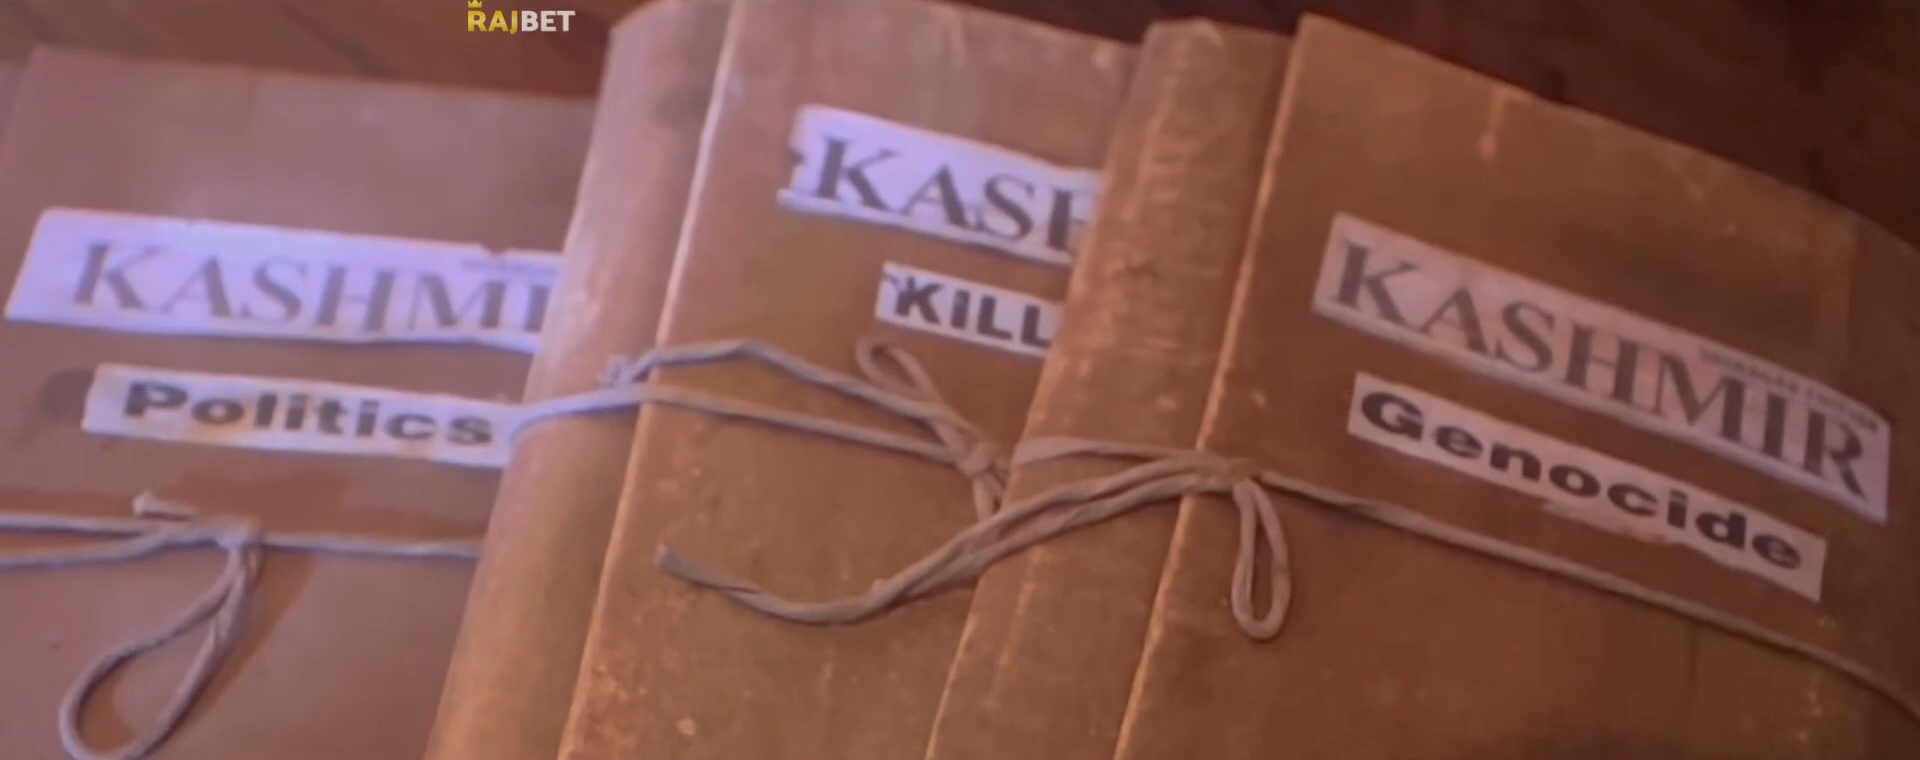 RAJBET
KASHMI
Politics
KASH
KILL
KASHMIR
Genocide